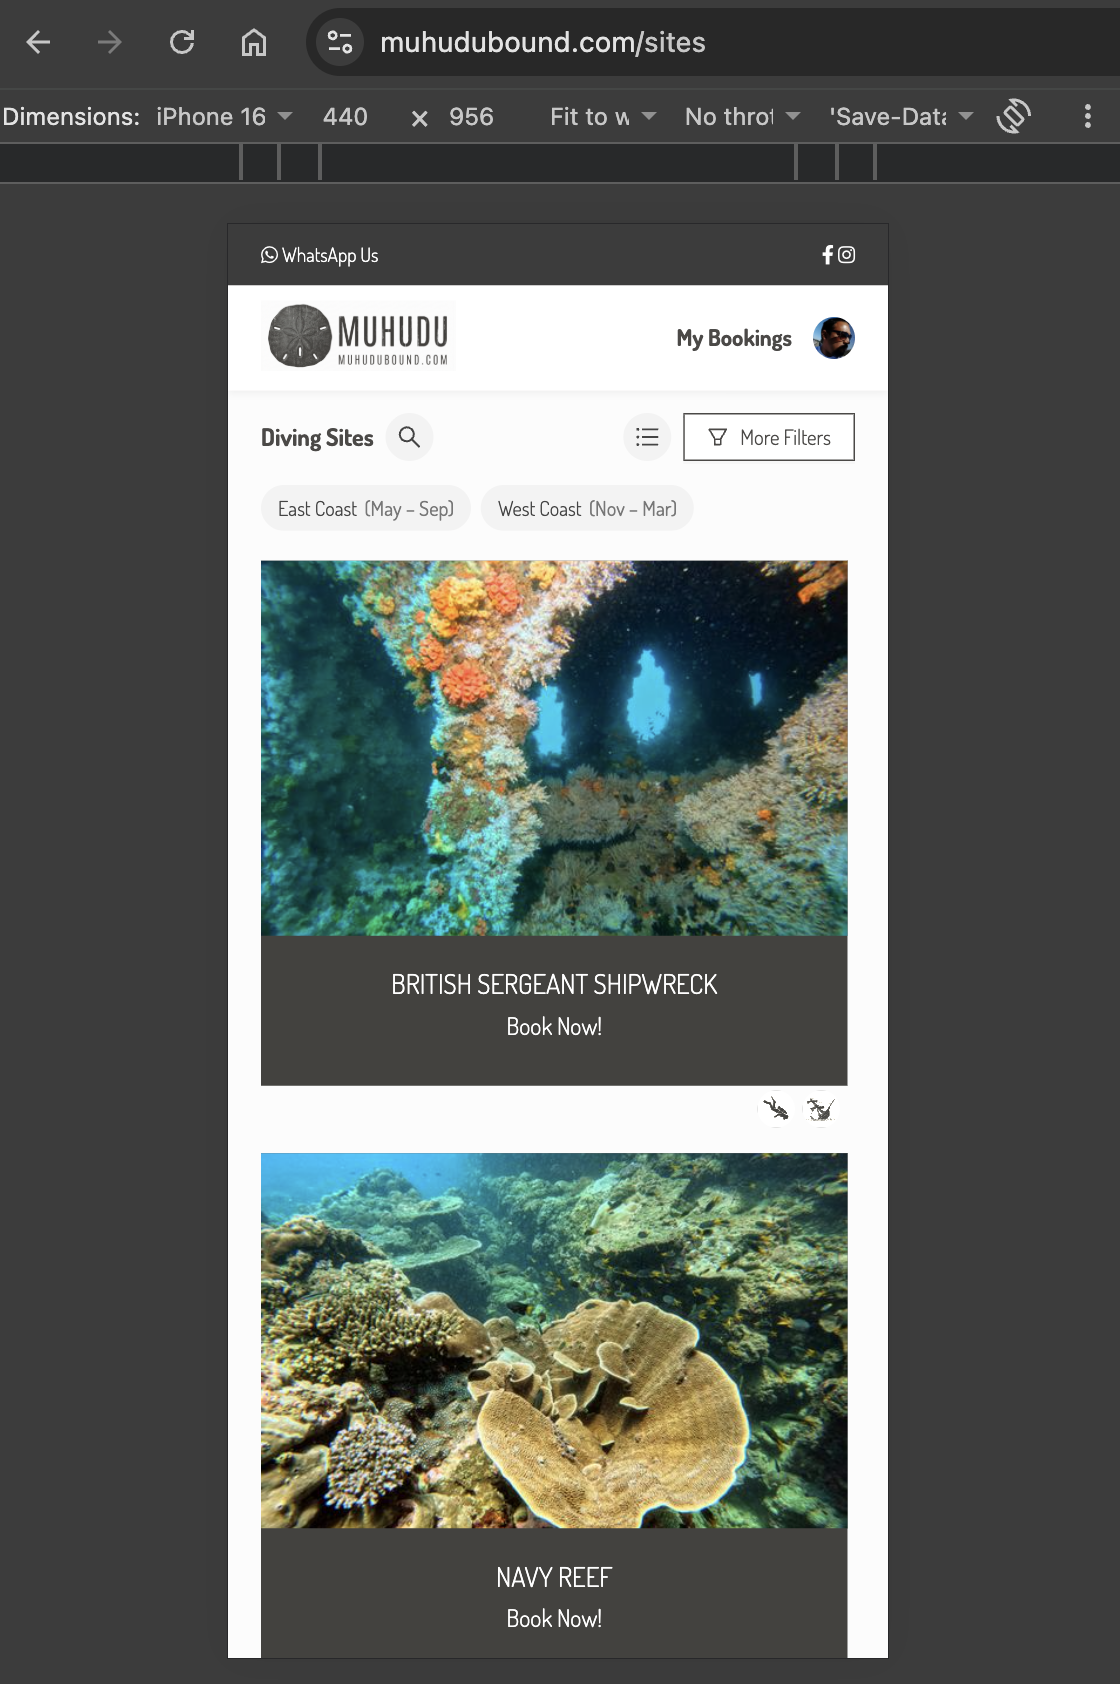 muhudubound.com/sites
Dimensions: iPhone 16 440 × 956 Fit to w No throt 'Save-Data
WhatsApp Us
MUHUDU
MUHUDUBOUND.COM
My Bookings
Diving Sites
More Filters
East Coast (May – Sep) West Coast (Nov – Mar)
BRITISH SERGEANT SHIPWRECK
Book Now!
NAVY REEF
Book Now!